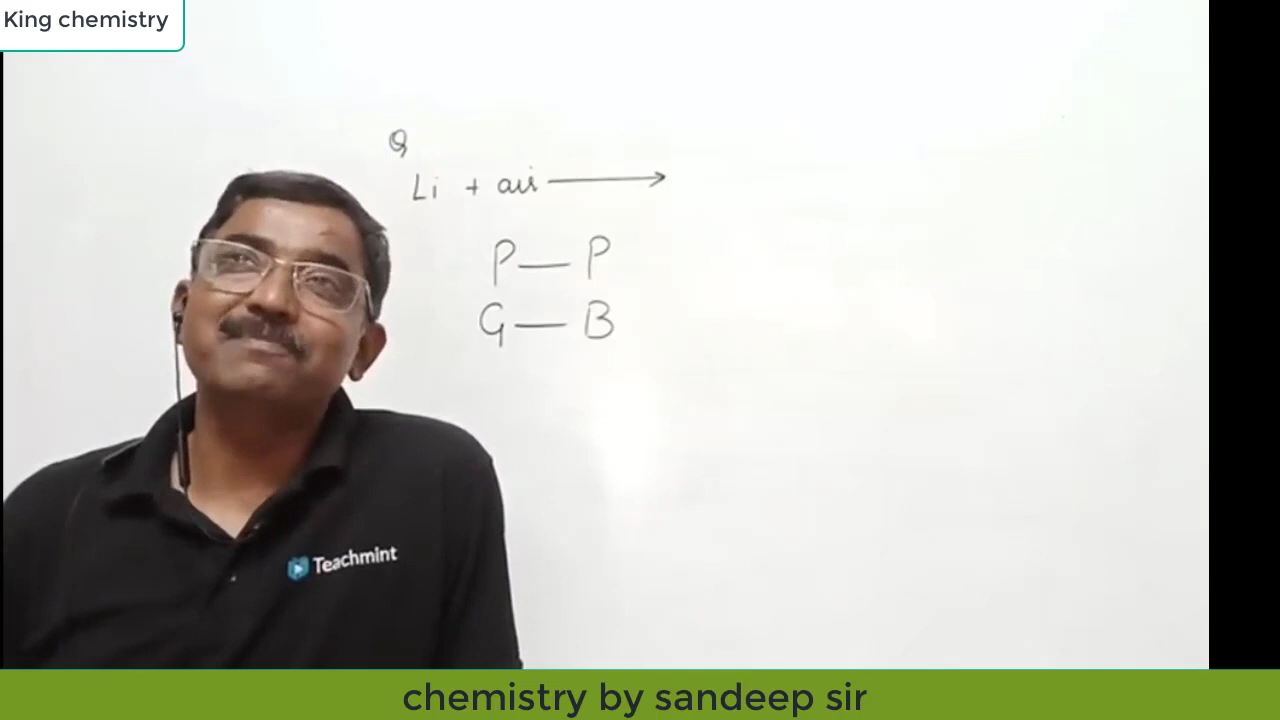 King chemistry
Q
Li + air ⟶
P — P
G — B
Teachmint
chemistry by sandeep sir